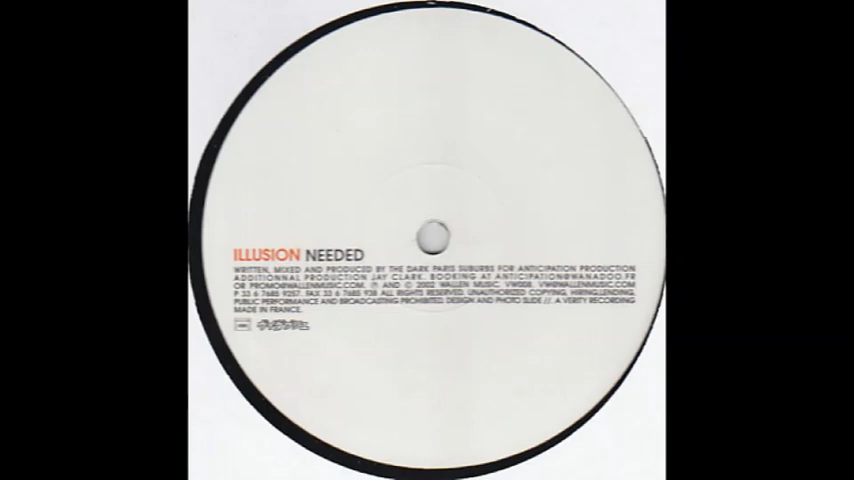 ILLUSION NEEDED
WRITTEN, MIXED AND PRODUCED BY THE DARK PARIS SUBURBS FOR ANTICIPATION PRODUCTION
ADDITIONNAL PRODUCTION JAY CLARK. BOOKING AT ANTICIPATION@WANADOO.FR
OR PROMO@WALLENMUSIC.COM. ℗ AND © 2002 WALLEN MUSIC. VW008. VW@WALLENMUSIC.COM
P 33 6 7685 9257. FAX 33 6 7685 928 ALL RIGHTS RESERVED. UNAUTHORIZED COPYING, HIRING, LENDING,
PUBLIC PERFORMANCE AND BROADCASTING PROHIBITED. DESIGN AND PHOTO SLIDE //. A VERITY RECORDING
MADE IN FRANCE.